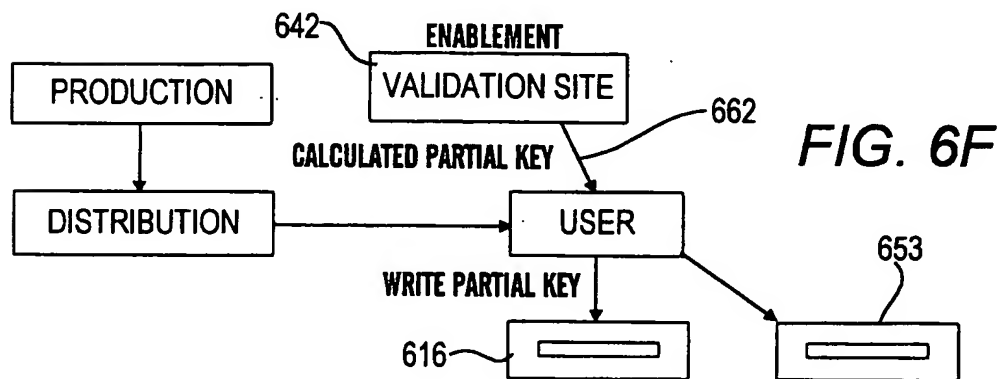 642
ENABLEMENT
PRODUCTION
VALIDATION SITE
662
CALCULATED PARTIAL KEY
FIG. 6F
DISTRIBUTION
USER
653
WRITE PARTIAL KEY
616